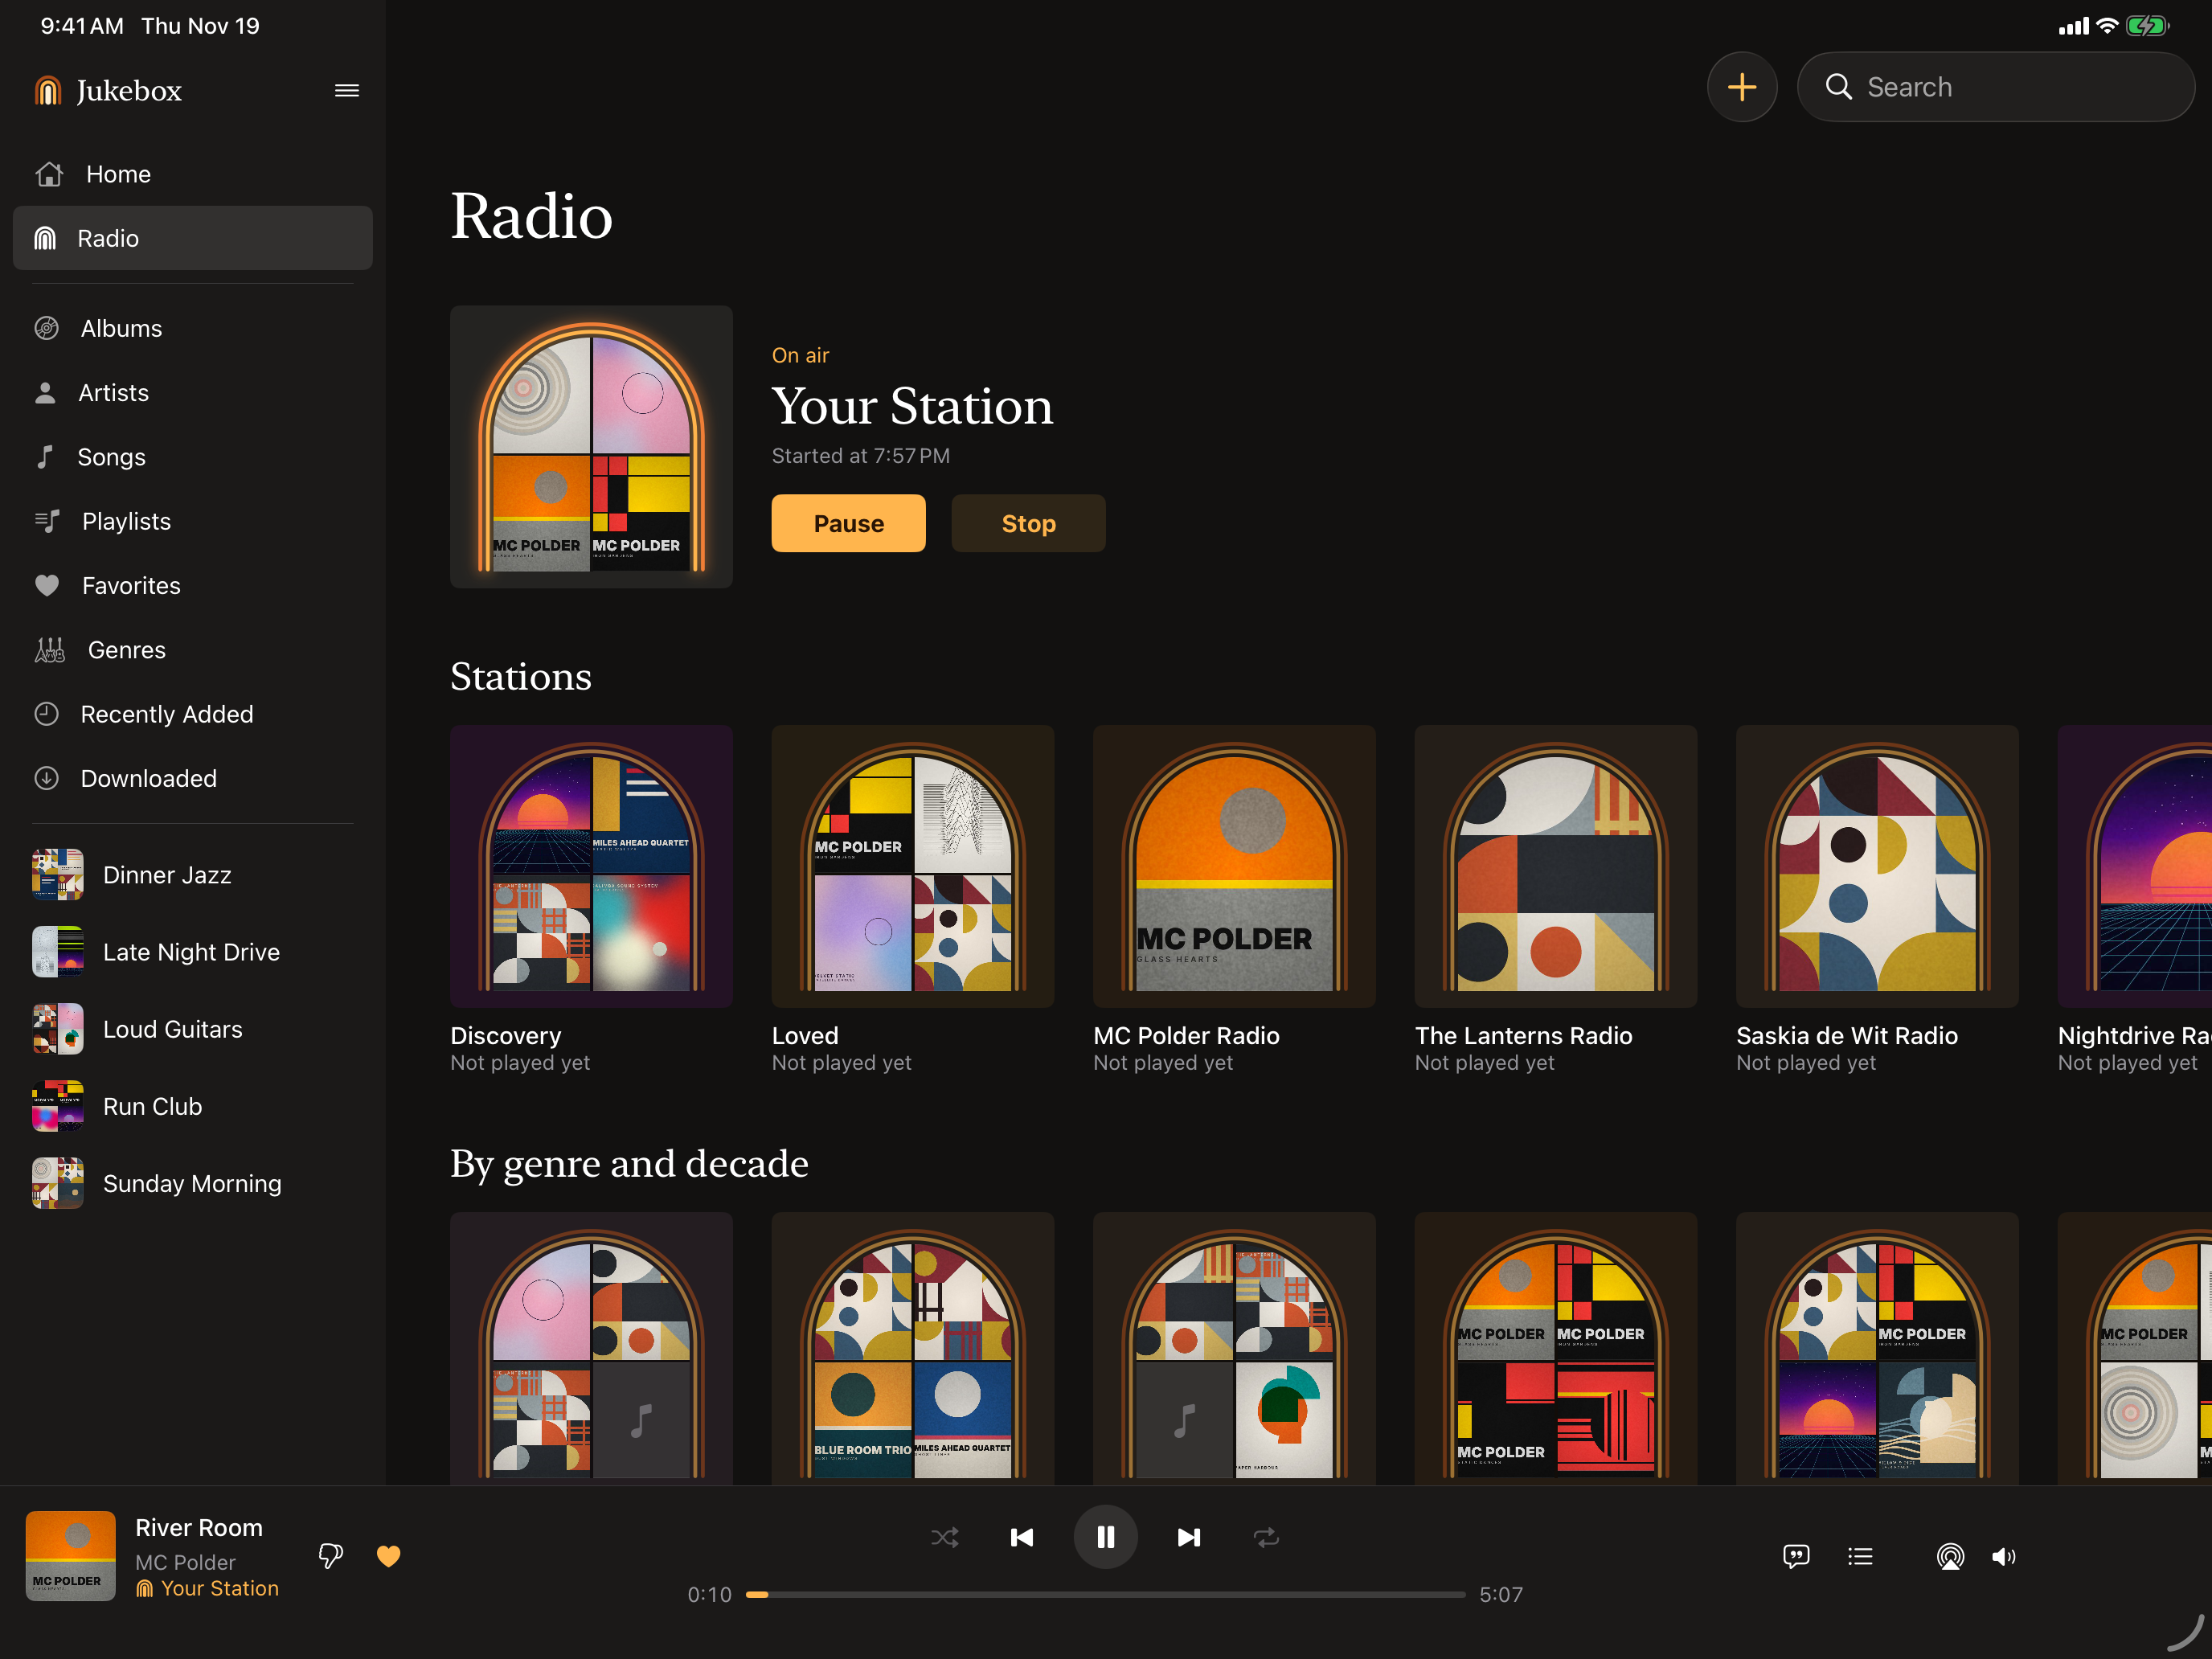 9:41 AM Thu Nov 19
Jukebox
Search
Home
Radio
Albums
Artists
Songs
Playlists
Favorites
Genres
Recently Added
Downloaded
Dinner Jazz
Late Night Drive
Loud Guitars
Run Club
Sunday Morning
Radio
MC POLDER
MC POLDER
On air
Your Station
Started at 7:57 PM
Pause
Stop
Stations
MILES AHEAD QUARTET
Discovery
Not played yet
MC POLDER
VELVET STATIC
Loved
Not played yet
MC POLDER
GLASS HEARTS
MC Polder Radio
Not played yet
The Lanterns Radio
Not played yet
Saskia de Wit Radio
Not played yet
Nightdrive Ra
Not played yet
By genre and decade
BLUE ROOM TRIO
MILES AHEAD QUARTET
PAPER HARBORS
MC POLDER
MC POLDER
MC POLDER
MC POLDER
MC POLDER
MC POLDER
River Room
MC Polder
Your Station
0:10
5:07